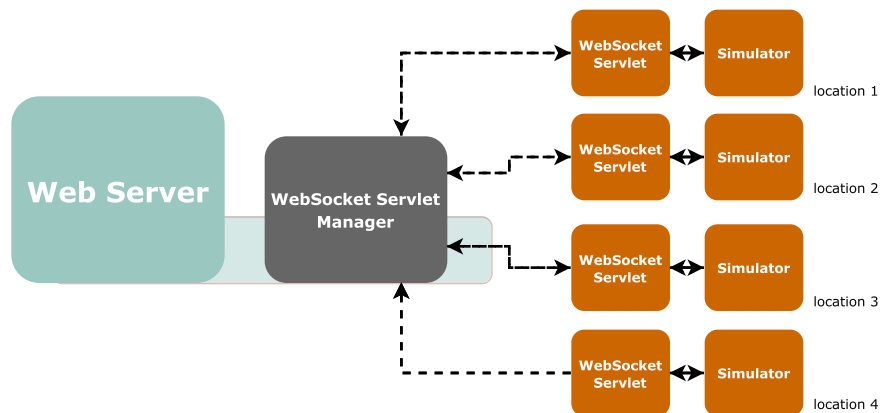 Web Server
WebSocket Servlet
Manager
WebSocket
Servlet
Simulator
location 1
WebSocket
Servlet
Simulator
location 2
WebSocket
Servlet
Simulator
location 3
WebSocket
Servlet
Simulator
location 4